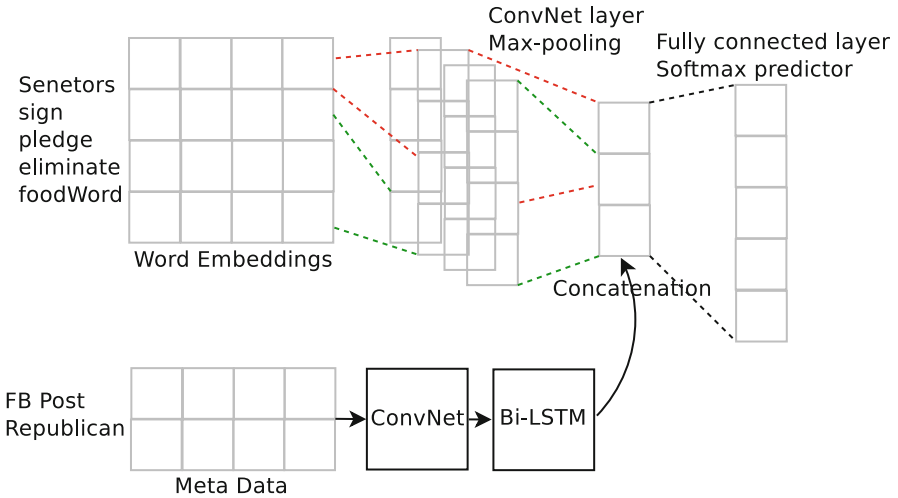 ConvNet layer
Max-pooling
Fully connected layer
Softmax predictor
Senetors
sign
pledge
eliminate
foodWord
Word Embeddings
Concatenation
FB Post
Republican
ConvNet
Bi-LSTM
Meta Data